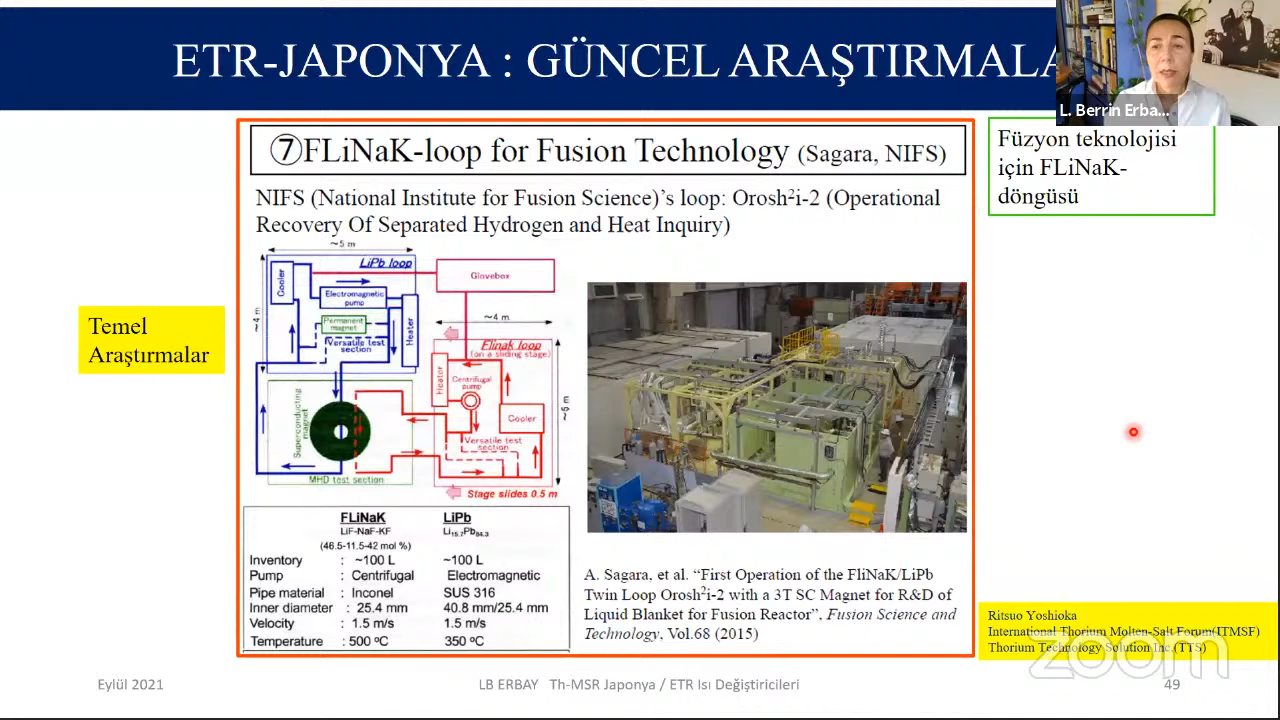 ETR-JAPONYA : GÜNCEL ARAŞTIRMALA
L. Berrin Erba...
⑦FLiNaK-loop for Fusion Technology (Sagara, NIFS)
NIFS (National Institute for Fusion Science)'s loop: Orosh²i-2 (Operational
Recovery Of Separated Hydrogen and Heat Inquiry)
Füzyon teknolojisi
için FLiNaK-
döngüsü
Temel
Araştırmalar
~5 m
LiPb loop
Cooler
Electromagnetic
pump
Permanent
magnet
Versatile test
section
Heater
~4 m
Glovebox
~4 m
Flinak loop
(on a sliding stage)
Heater
Centrifugal
pump
Cooler
Versatile test
section
~5 m
Superconducting
magnet
MHD test section
Stage slides 0.5 m
FLiNaK LiPb
LiF-NaF-KF Li15.7Pb84.3
(46.5-11.5-42 mol %)
Inventory : ~100 L ~100 L
Pump : Centrifugal Electromagnetic
Pipe material : Inconel SUS 316
Inner diameter : 25.4 mm 40.8 mm/25.4 mm
Velocity : 1.5 m/s 1.5 m/s
Temperature : 500 ºC 350 ºC
A. Sagara, et al. “First Operation of the FliNaK/LiPb
Twin Loop Orosh²i-2 with a 3T SC Magnet for R&D of
Liquid Blanket for Fusion Reactor”, Fusion Science and
Technology, Vol.68 (2015)
Ritsuo Yoshioka
International Thorium Molten-Salt Forum(ITMSF)
Thorium Technology Solution Inc.(TTS)
zoom
Eylül 2021
LB ERBAY Th-MSR Japonya / ETR Isı Değiştiricileri
49